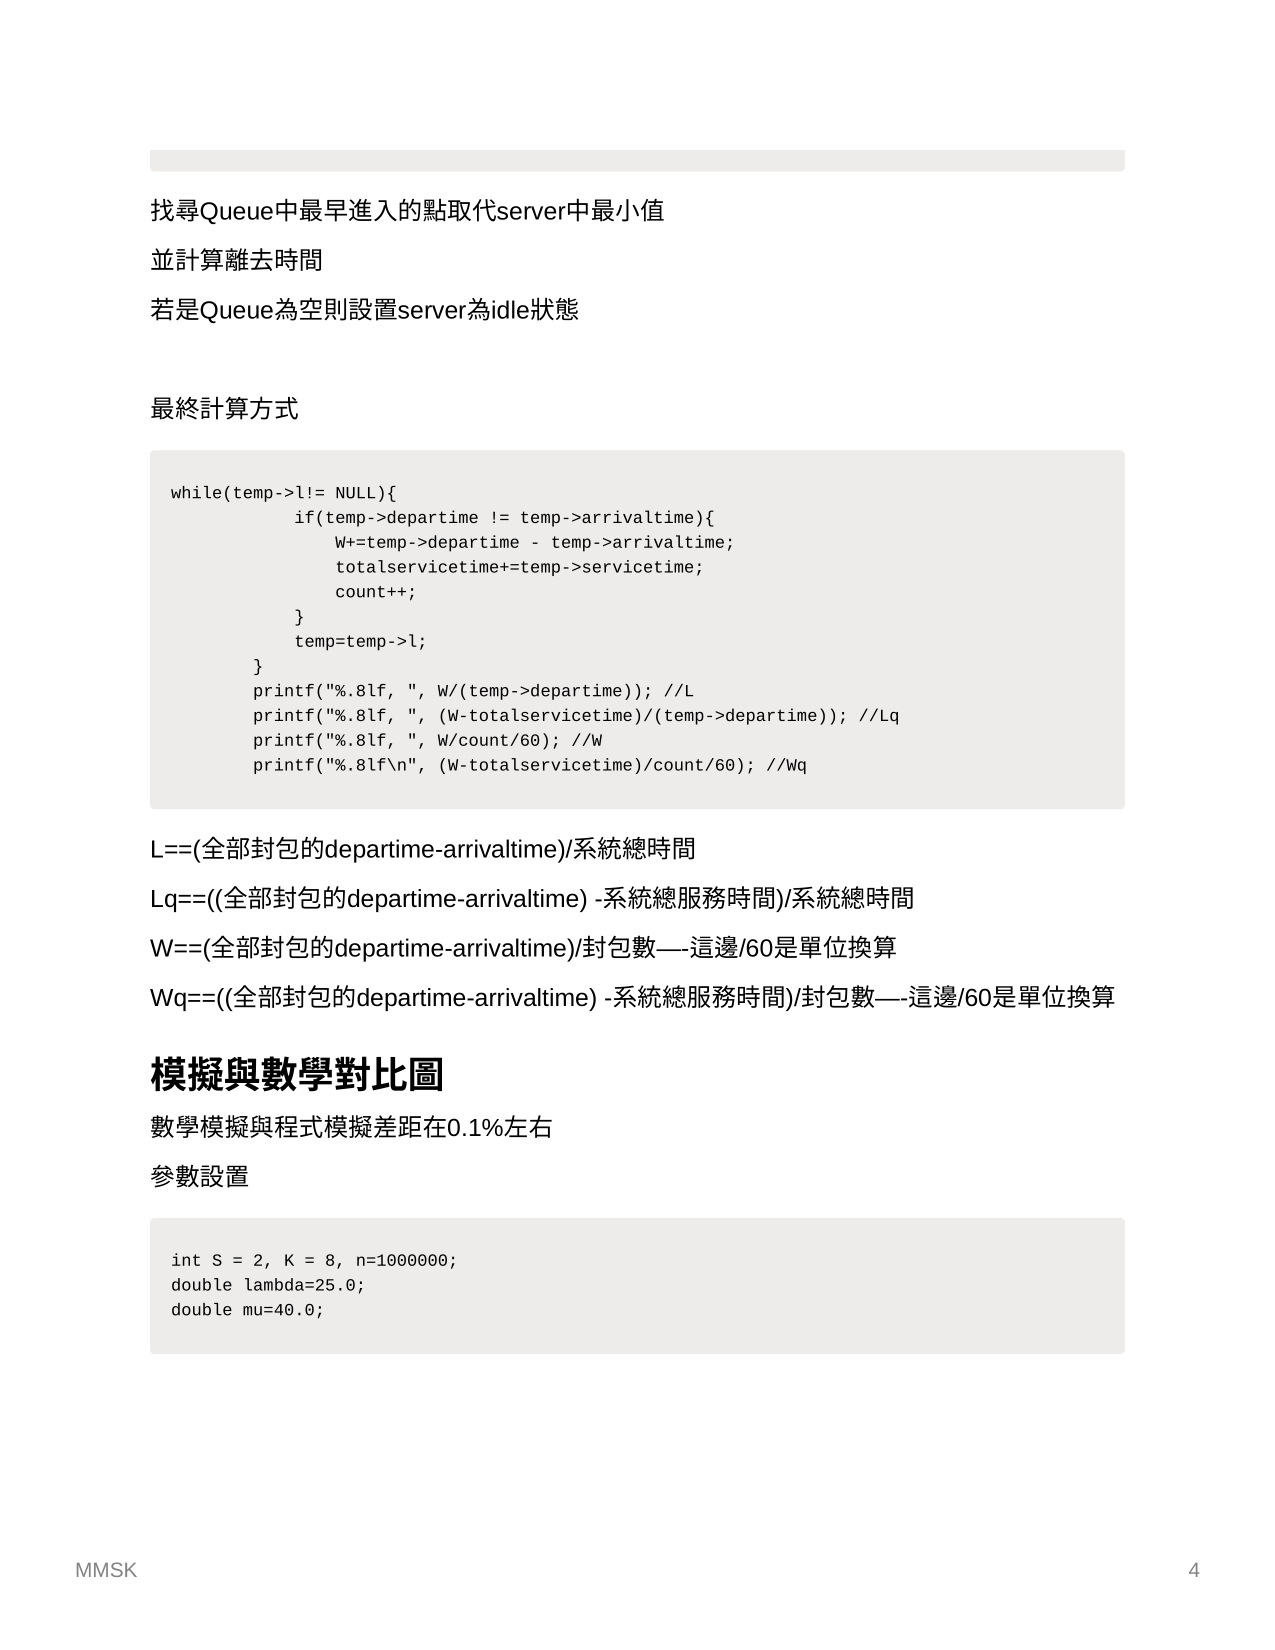 找尋Queue中最早進入的點取代server中最小值
並計算離去時間
若是Queue為空則設置server為idle狀態
最終計算方式
while(temp->l!= NULL){
            if(temp->departime != temp->arrivaltime){
                W+=temp->departime - temp->arrivaltime;
                totalservicetime+=temp->servicetime;
                count++;
            }
            temp=temp->l;
        }
        printf("%.8lf, ", W/(temp->departime)); //L
        printf("%.8lf, ", (W-totalservicetime)/(temp->departime)); //Lq
        printf("%.8lf, ", W/count/60); //W
        printf("%.8lf\n", (W-totalservicetime)/count/60); //Wq
L==(全部封包的departime-arrivaltime)/系統總時間
Lq==((全部封包的departime-arrivaltime) -系統總服務時間)/系統總時間
W==(全部封包的departime-arrivaltime)/封包數—-這邊/60是單位換算
Wq==((全部封包的departime-arrivaltime) -系統總服務時間)/封包數—-這邊/60是單位換算
模擬與數學對比圖
數學模擬與程式模擬差距在0.1%左右
參數設置
int S = 2, K = 8, n=1000000;
double lambda=25.0;
double mu=40.0;
MMSK
4